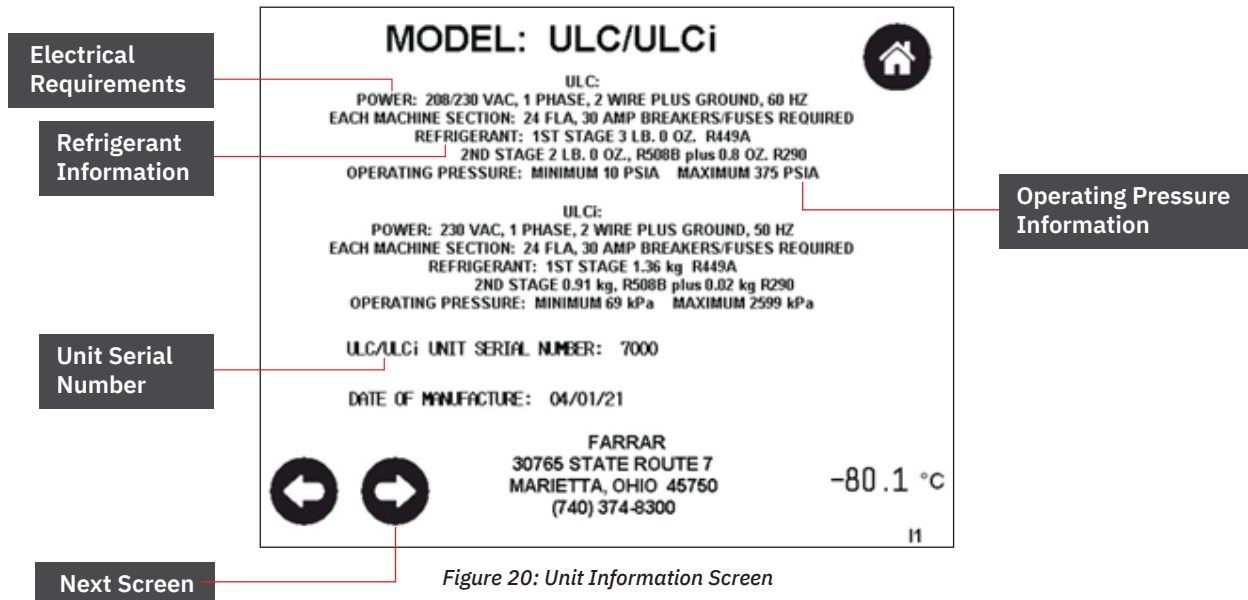 MODEL: ULC/ULCi
Electrical
Requirements
ULC:
POWER: 208/230 VAC, 1 PHASE, 2 WIRE PLUS GROUND, 60 HZ
EACH MACHINE SECTION: 24 FLA, 30 AMP BREAKERS/FUSES REQUIRED
Refrigerant
Information
REFRIGERANT: 1ST STAGE 3 LB. 0 OZ. R449A
2ND STAGE 2 LB. 0 OZ., R508B plus 0.8 OZ. R290
OPERATING PRESSURE: MINIMUM 10 PSIA MAXIMUM 375 PSIA
Operating Pressure
Information
ULCi:
POWER: 230 VAC, 1 PHASE, 2 WIRE PLUS GROUND, 50 HZ
EACH MACHINE SECTION: 24 FLA, 30 AMP BREAKERS/FUSES REQUIRED
REFRIGERANT: 1ST STAGE 1.36 kg R449A
2ND STAGE 0.91 kg, R508B plus 0.02 kg R290
OPERATING PRESSURE: MINIMUM 69 kPa MAXIMUM 2599 kPa
Unit Serial
Number
ULC/ULCi UNIT SERIAL NUMBER: 7000
DATE OF MANUFACTURE: 04/01/21
FARRAR
30765 STATE ROUTE 7
MARIETTA, OHIO 45750
(740) 374-8300
-80.1 °C
I1
Next Screen
Figure 20: Unit Information Screen